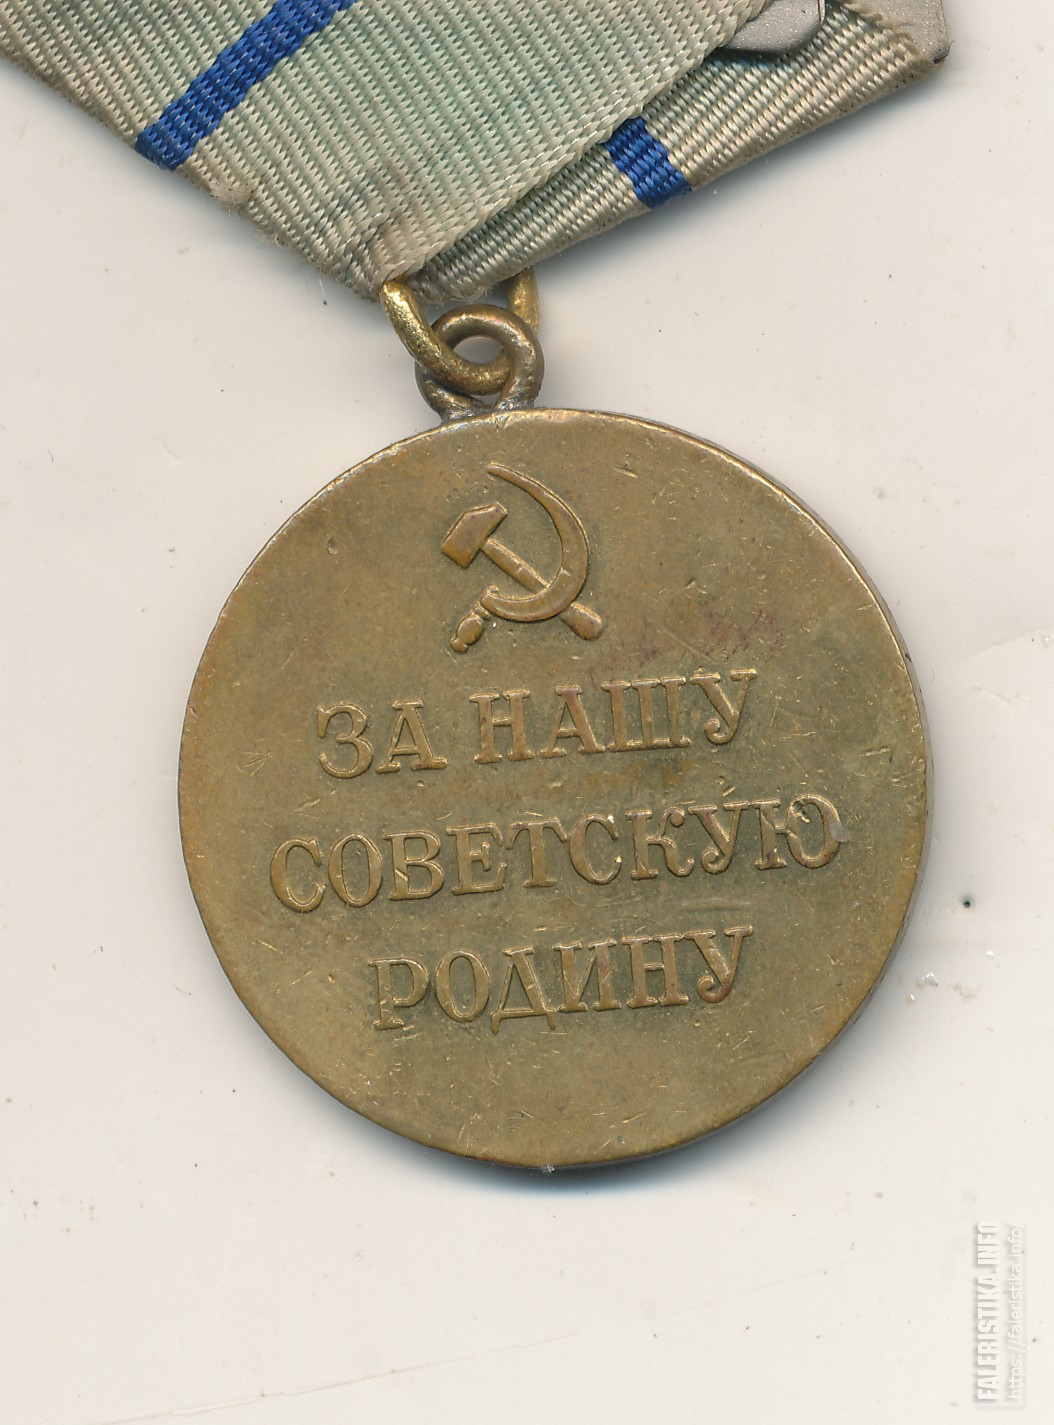 ЗА НАШУ
СОВЕТСКУЮ
РОДИНУ
FALERISTIKA.INFO
https://faleristika.info/